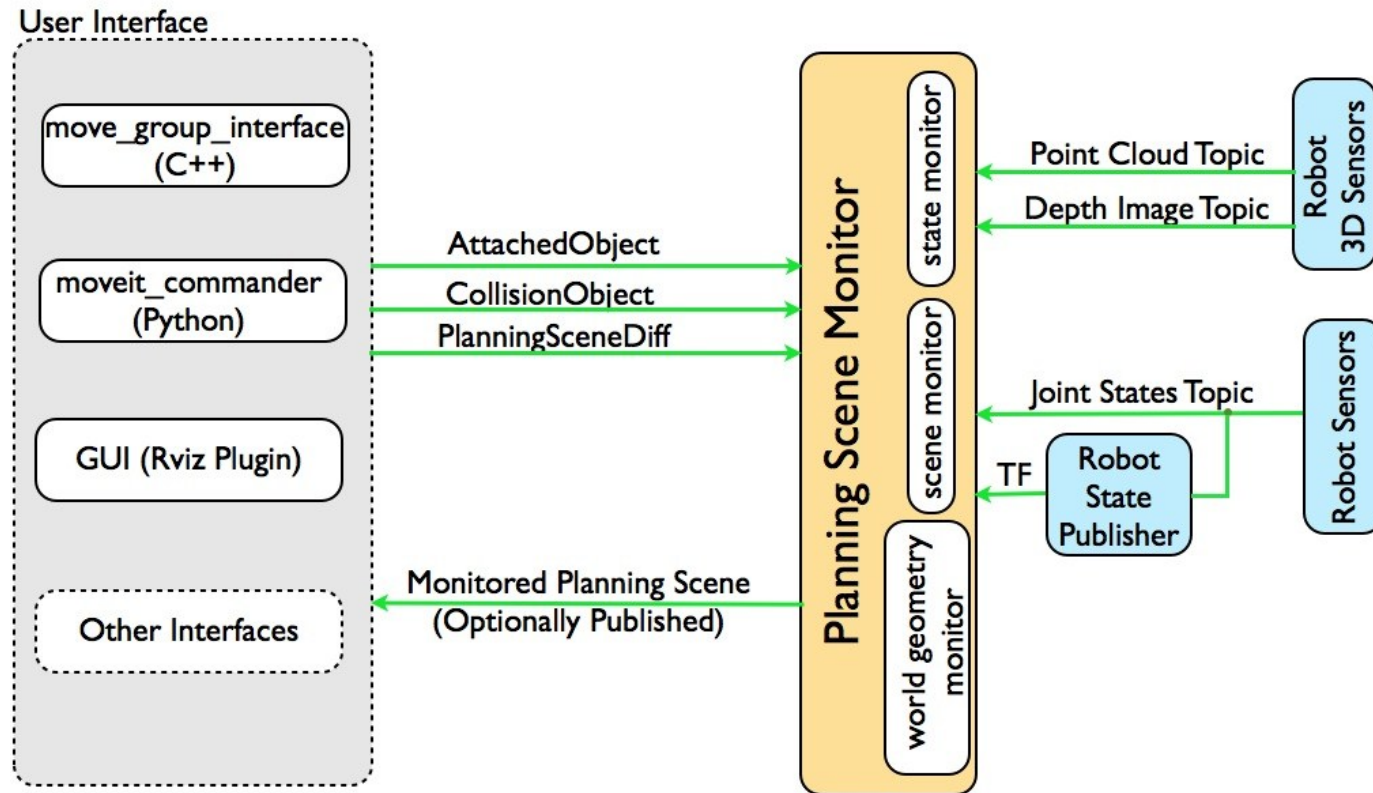 User Interface
move_group_interface
(C++)
moveit_commander
(Python)
GUI (Rviz Plugin)
Other Interfaces
AttachedObject
CollisionObject
PlanningSceneDiff
Monitored Planning Scene
(Optionally Published)
Planning Scene Monitor
state monitor
scene monitor
world geometry
monitor
Point Cloud Topic
Depth Image Topic
Joint States Topic
TF
Robot
State
Publisher
Robot
3D Sensors
Robot Sensors